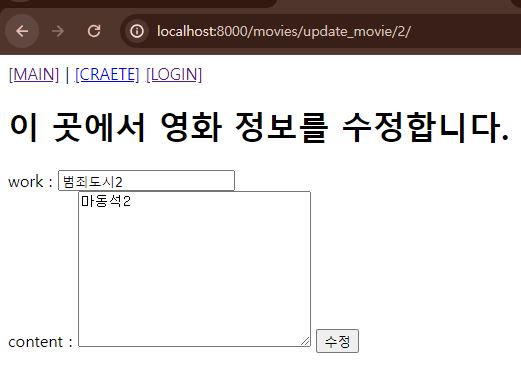 localhost:8000/movies/update_movie/2/
[MAIN] | [CRAETE] [LOGIN]
이 곳에서 영화 정보를 수정합니다.
work : 범죄도시2
마동석2
content : 수정